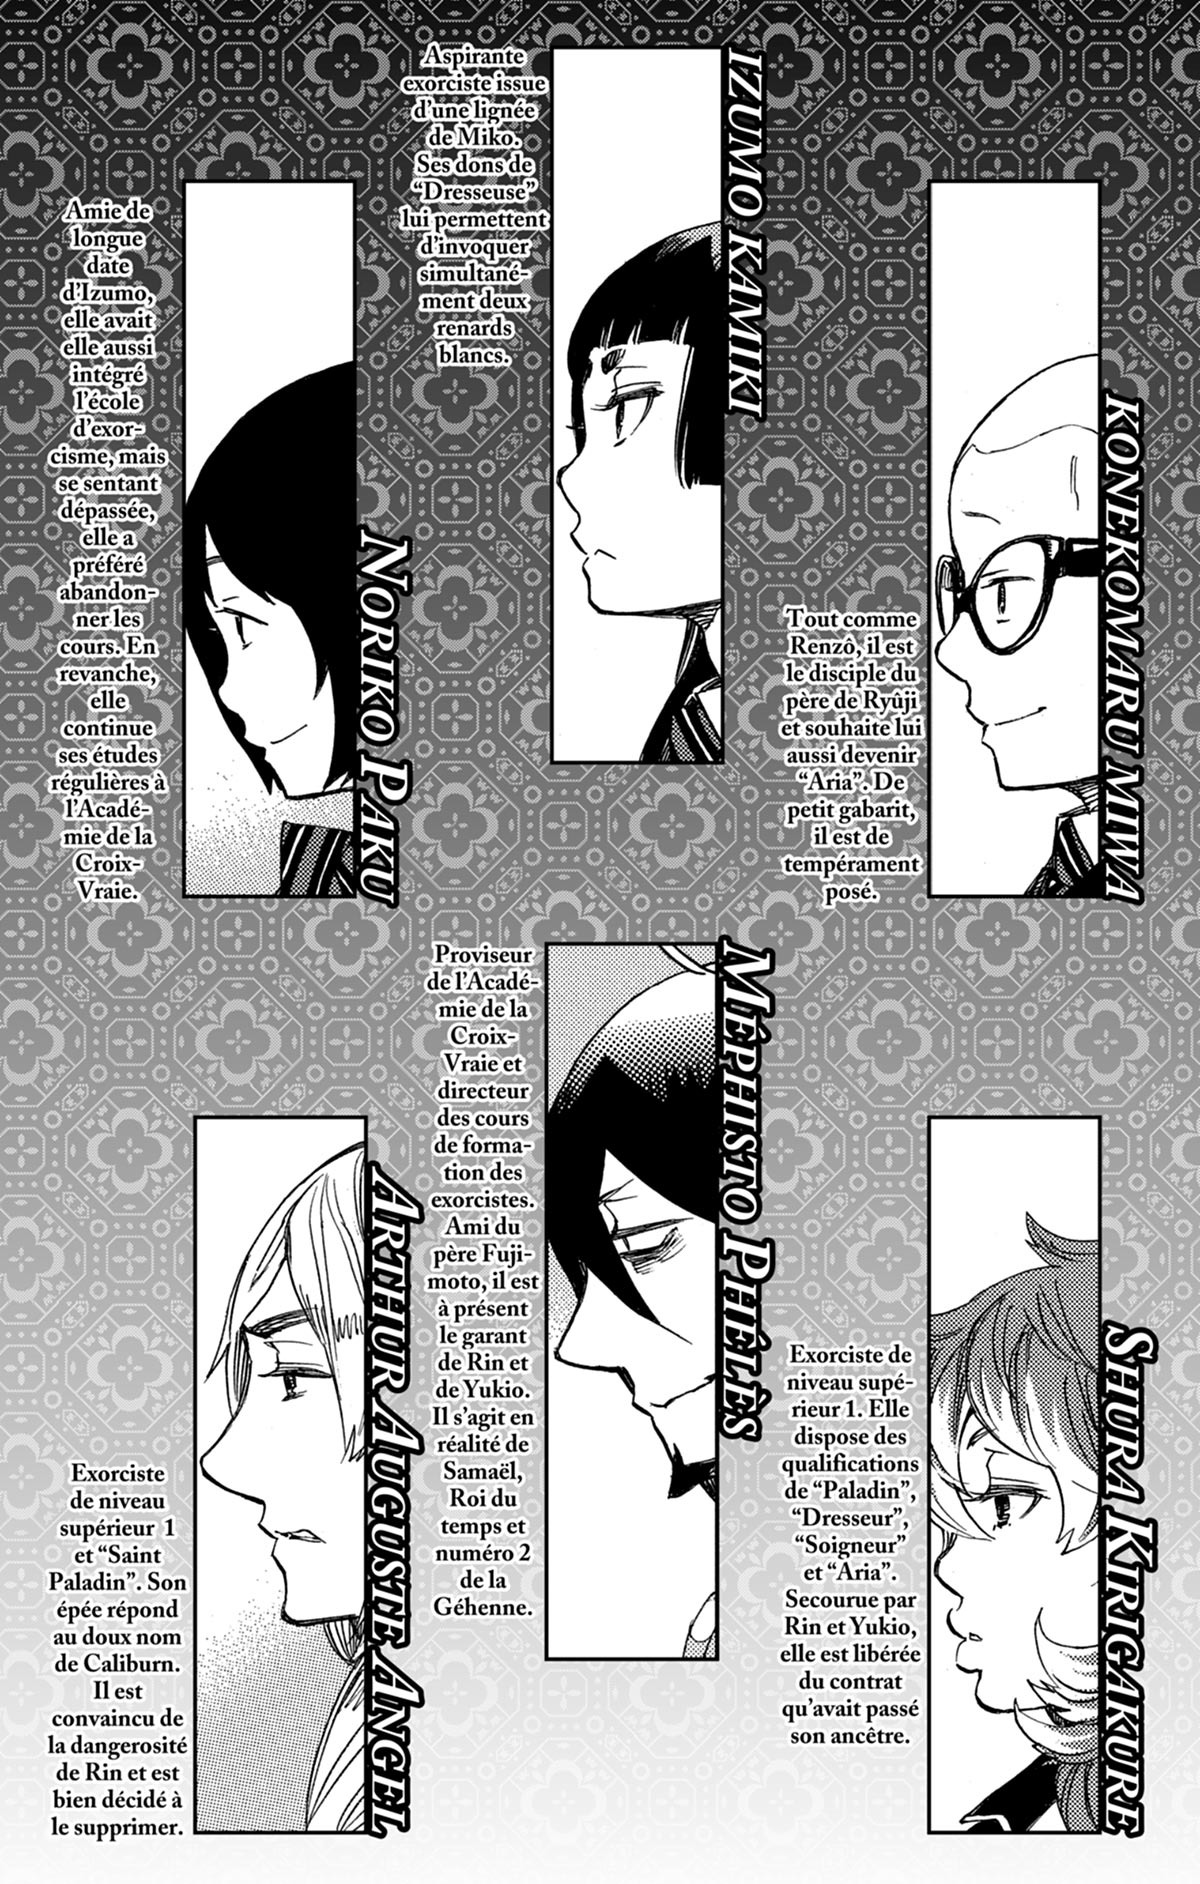 KONEKOMARU MIWA
Tout comme
Renzô, il est
le disciple du
père de Ryûji
et souhaite lui
aussi devenir
“Aria”. De
petit gabarit,
il est de
tempérament
posé.
IZUMO KAMIKI
Aspirante
exorciste issue
d’une lignée
de Miko.
Ses dons de
“Dresseuse”
lui permettent
d’invoquer
simultané-
ment deux
renards
blancs.
NORIKO PAKU
Amie de
longue
date
d’Izumo,
elle avait
elle aussi
intégré
l’école
d’exor-
cisme, mais
se sentant
dépassée,
elle a
préféré
abandon-
ner les
cours. En
revanche,
elle
continue
ses études
régulières à
l’Acadé-
mie de la
Croix-
Vraie.
SHURA KIRIGAKURE
Exorciste de
niveau supé-
rieur 1. Elle
dispose des
qualifications
de “Paladin”,
“Dresseur”,
“Soigneur”
et “Aria”.
Secourue par
Rin et Yukio,
elle est libérée
du contrat
qu’avait passé
son ancêtre.
MÉPHISTO PHÉLÈS
Proviseur
de l’Acadé-
mie de la
Croix-
Vraie et
directeur
des cours
de forma-
tion des
exorcistes.
Ami du
père Fuji-
moto, il est
à présent
le garant
de Rin et
de Yukio.
Il s’agit en
réalité de
Samaël,
Roi du
temps et
numéro 2
de la
Géhenne.
ARTHUR AUGUSTE ANGEL
Exorciste
de niveau
supérieur 1
et “Saint
Paladin”. Son
épée répond
au doux nom
de Caliburn.
Il est
convaincu de
la dangerosité
de Rin et est
bien décidé à
le supprimer.